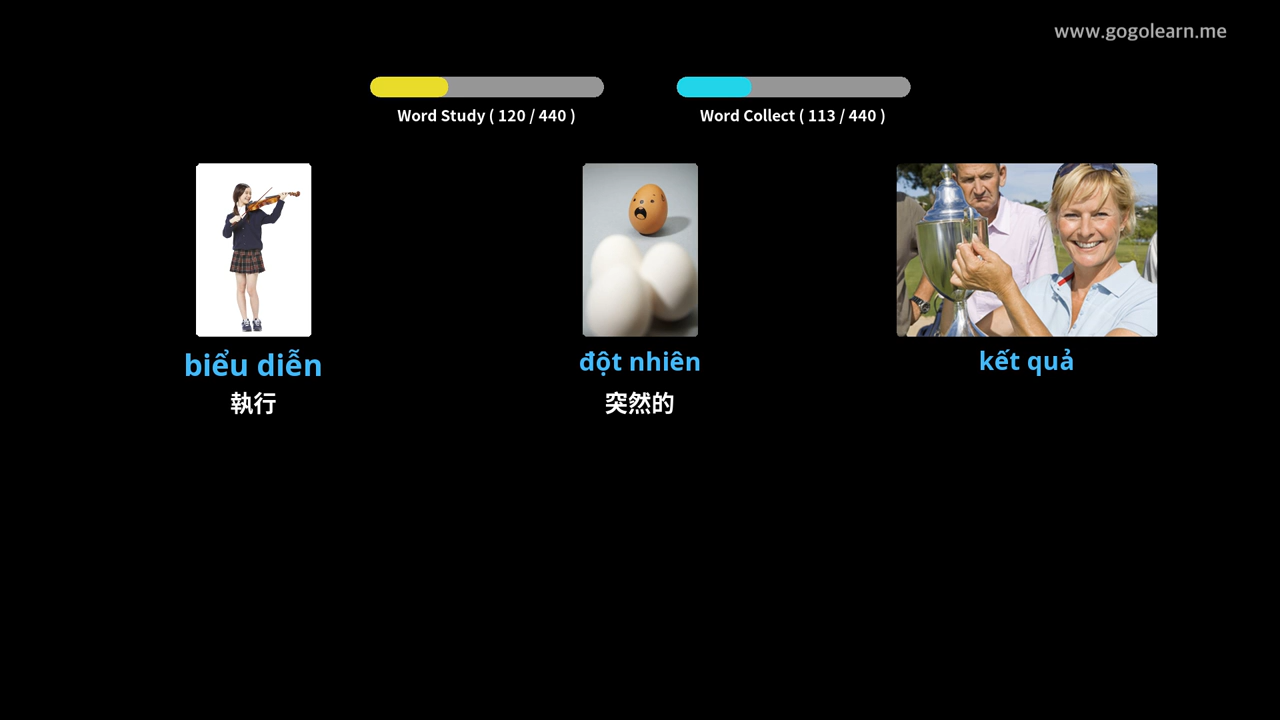 www.gogolearn.me
Word Study ( 120 / 440 )
Word Collect ( 113 / 440 )
biểu diễn
執行
đột nhiên
突然的
kết quả